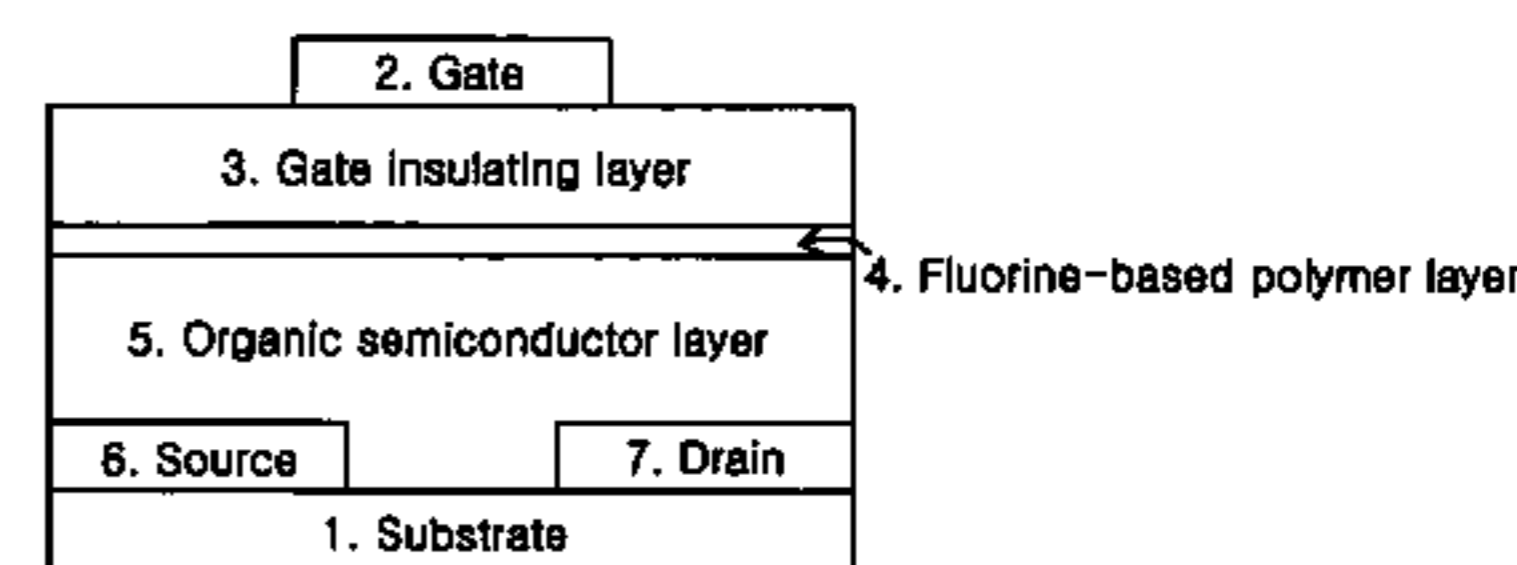 2. Gate
3. Gate insulating layer
4. Fluorine-based polymer layer
5. Organic semiconductor layer
6. Source
7. Drain
1. Substrate